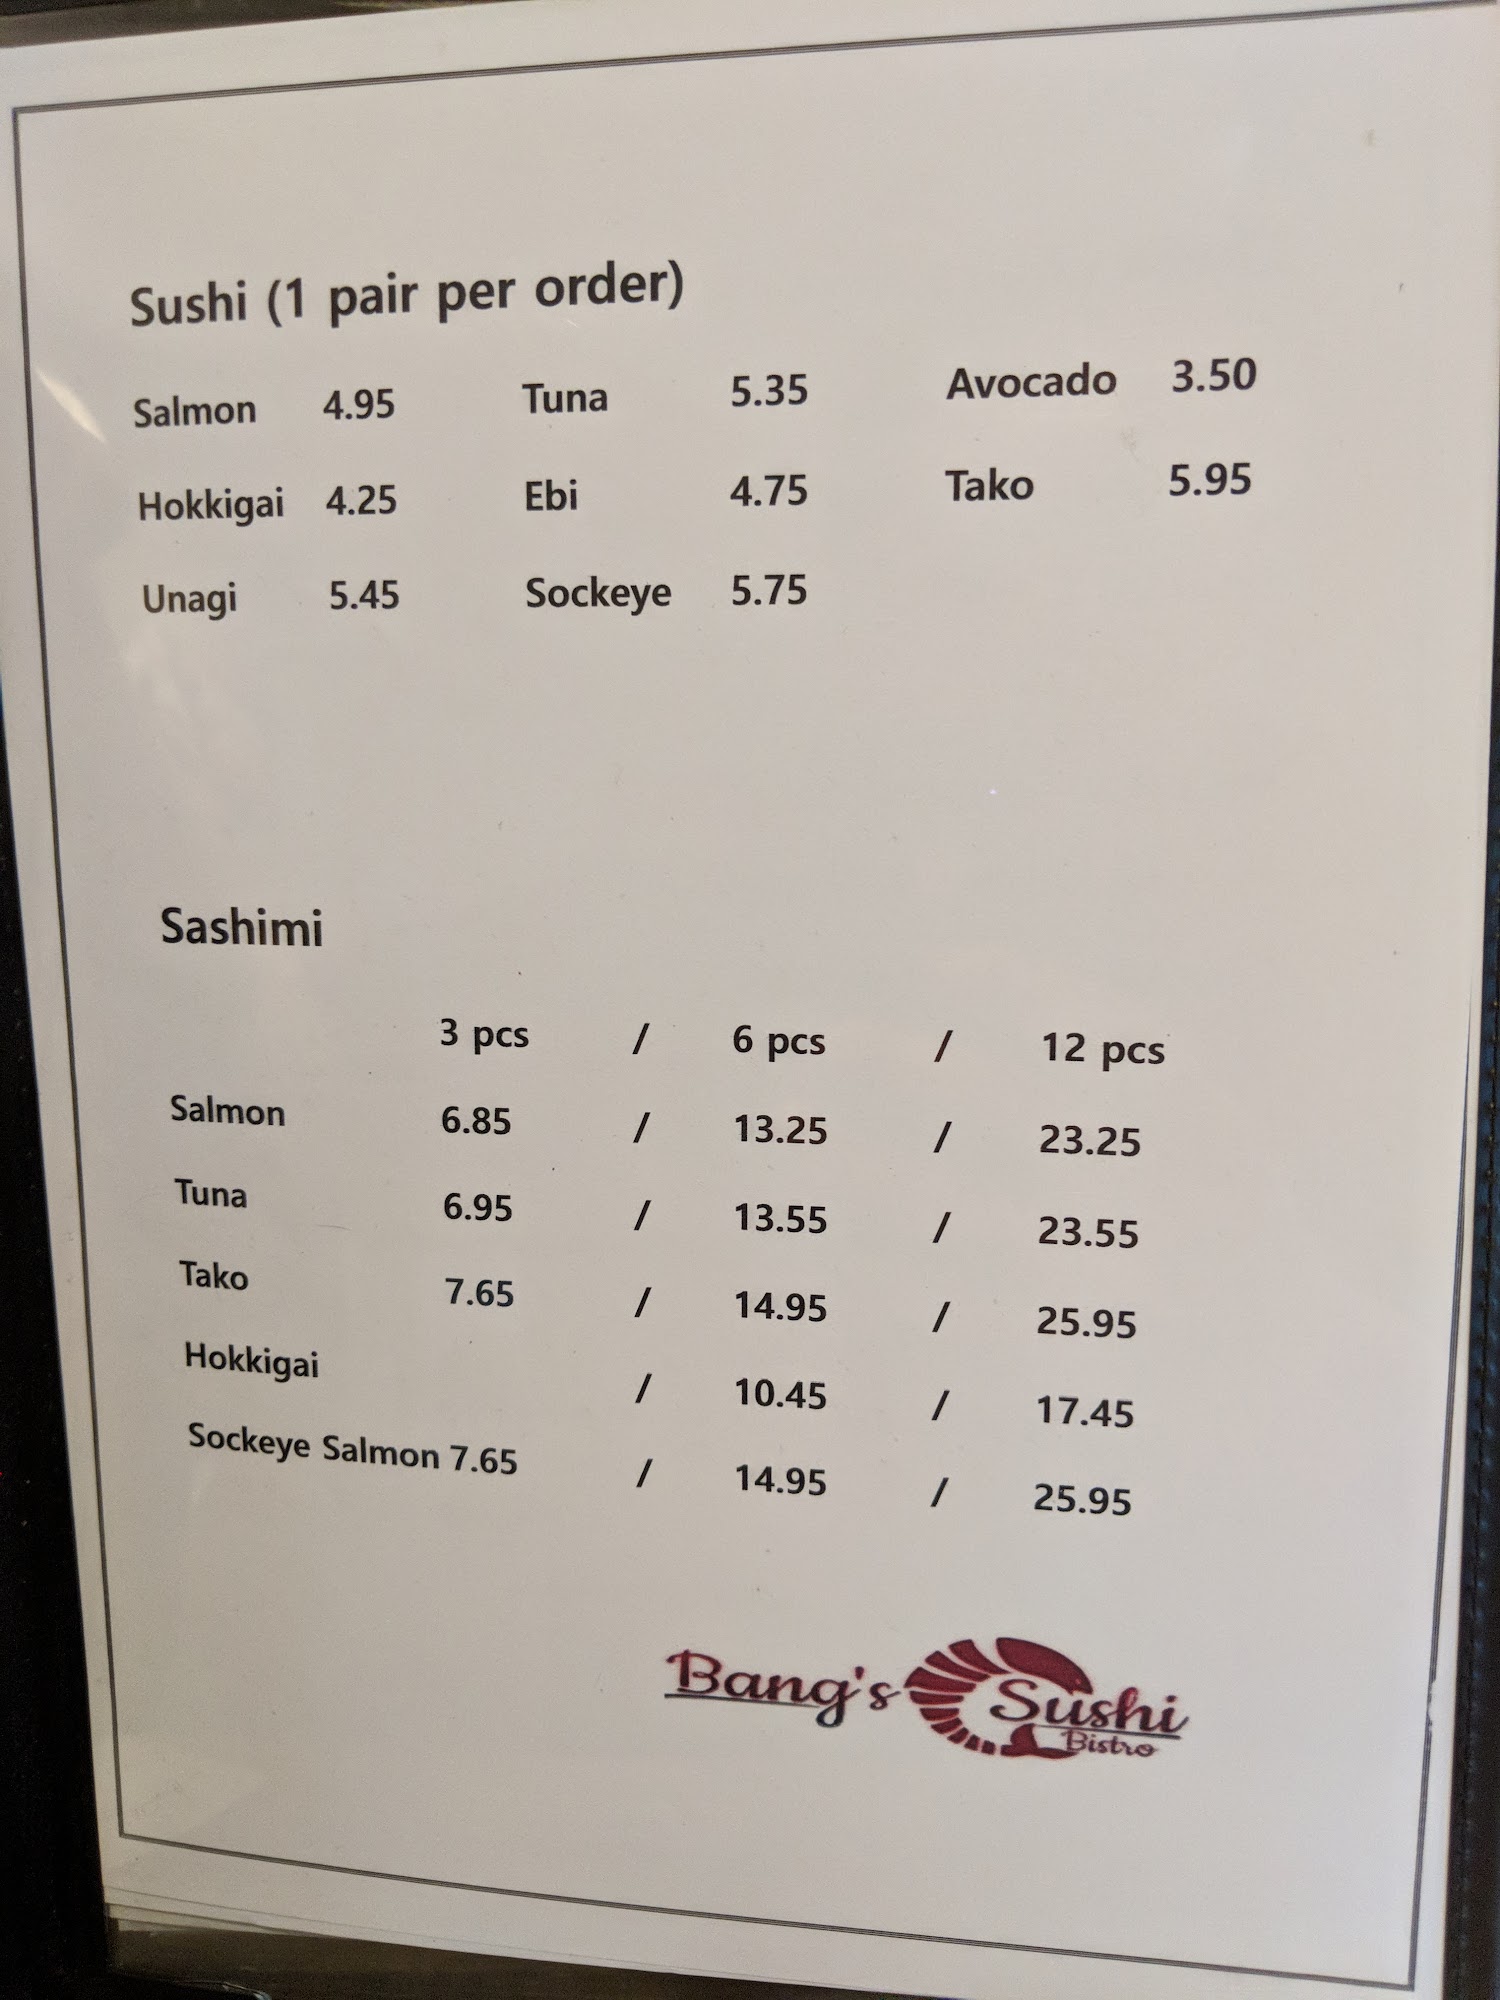 Sushi (1 pair per order)
Salmon 4.95 Tuna 5.35 Avocado 3.50
Hokkigai 4.25 Ebi 4.75 Tako 5.95
Unagi 5.45 Sockeye 5.75
Sashimi
3 pcs / 6 pcs / 12 pcs
Salmon 6.85 / 13.25 / 23.25
Tuna 6.95 / 13.55 / 23.55
Tako 7.65 / 14.95 / 25.95
Hokkigai / 10.45 / 17.45
Sockeye Salmon 7.65 / 14.95 / 25.95
Bang's Sushi
Bistro